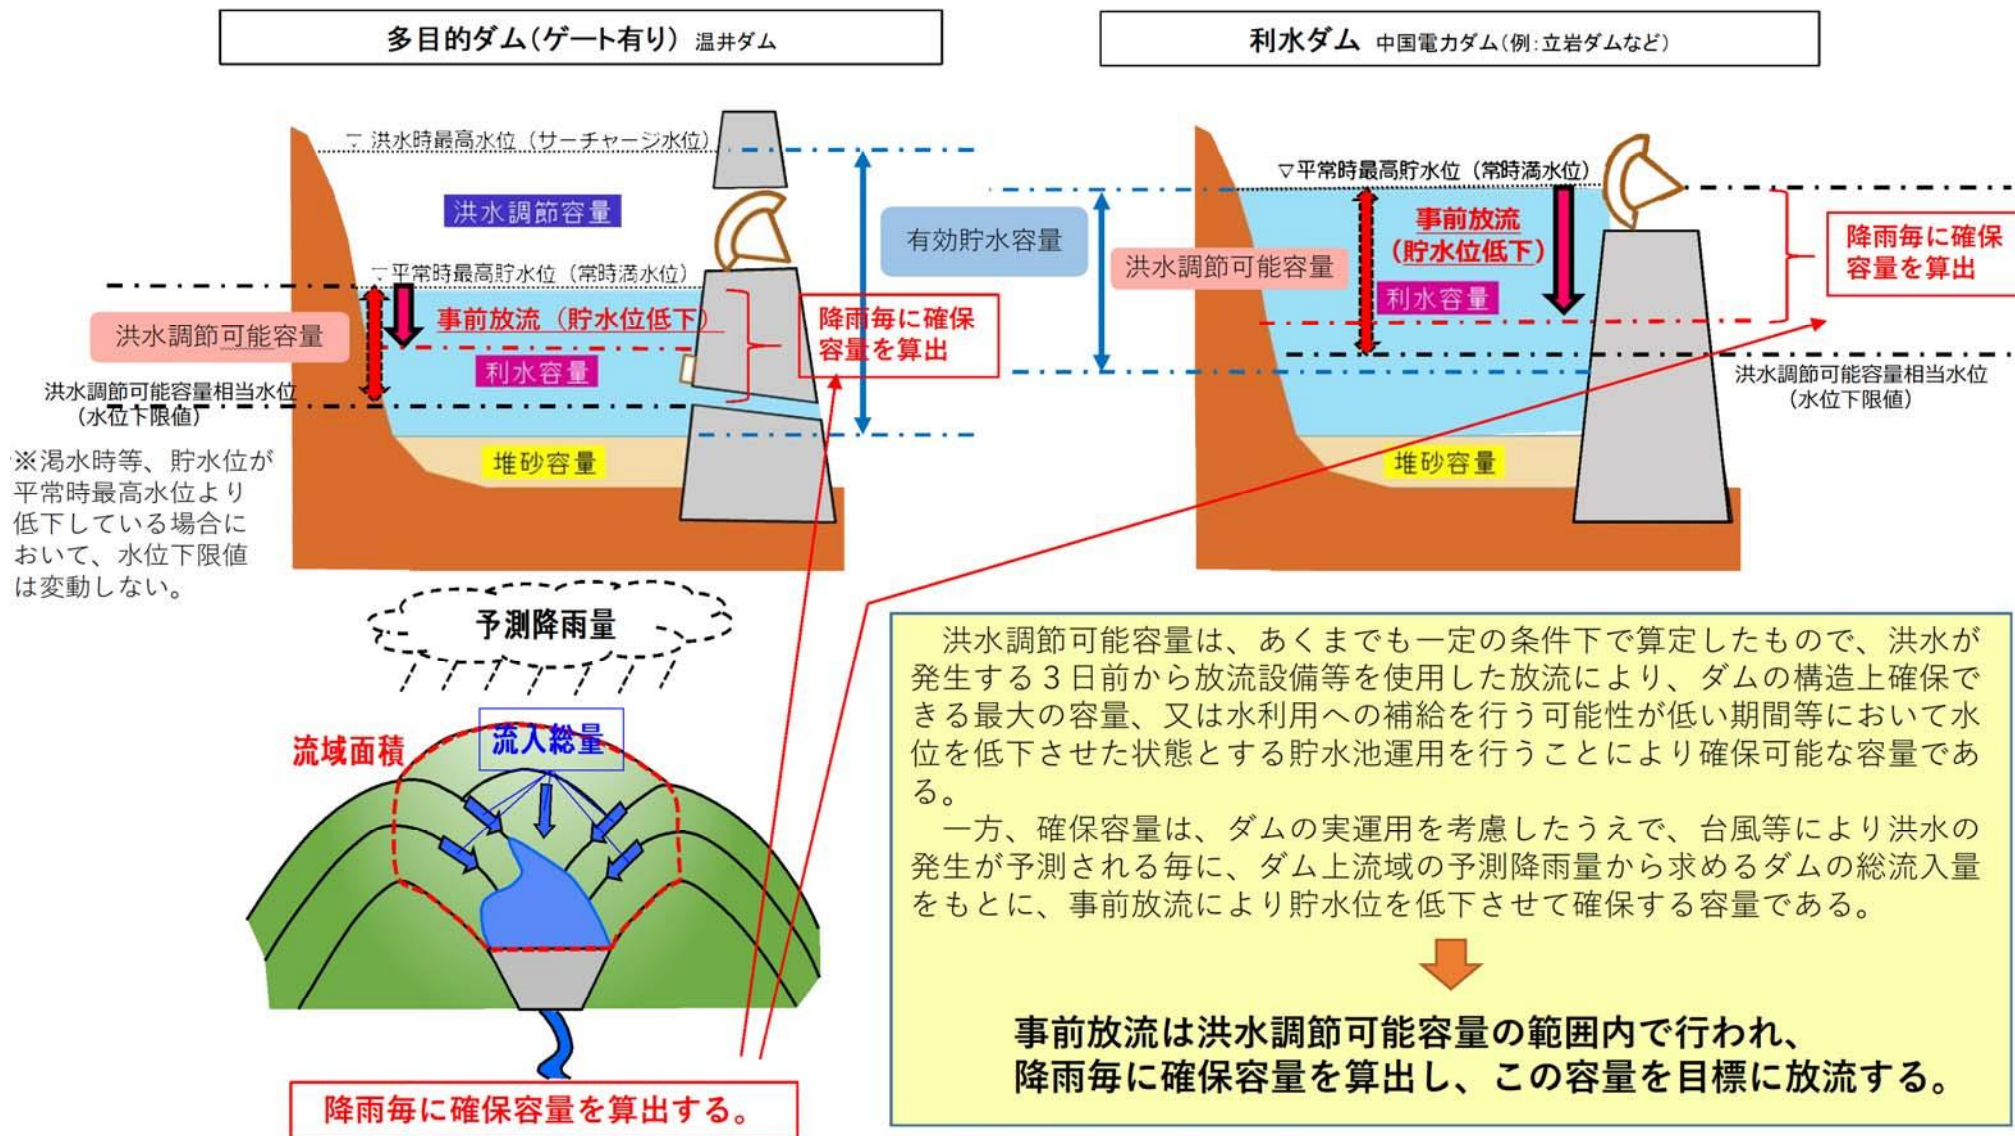 多目的ダム(ゲート有り) 温井ダム
▽ 洪水時最高水位（サーチャージ水位）
洪水調節容量
▽平常時最高貯水位（常時満水位）
事前放流（貯水位低下）
利水容量
堆砂容量
洪水調節可能容量
洪水調節可能容量相当水位
（水位下限値）
降雨毎に確保
容量を算出
有効貯水容量
※渇水時等、貯水位が
平常時最高水位より
低下している場合に
おいて、水位下限値
は変動しない。
利水ダム 中国電力ダム(例:立岩ダムなど)
▽平常時最高貯水位（常時満水位）
事前放流
（貯水位低下）
洪水調節可能容量
利水容量
堆砂容量
降雨毎に確保
容量を算出
洪水調節可能容量相当水位
（水位下限値）
予測降雨量
流域面積
流入総量
降雨毎に確保容量を算出する。
洪水調節可能容量は、あくまでも一定の条件下で算定したもので、洪水が
発生する３日前から放流設備等を使用した放流により、ダムの構造上確保で
きる最大の容量、又は水利用への補給を行う可能性が低い期間等において水
位を低下させた状態とする貯水池運用を行うことにより確保可能な容量であ
る。
一方、確保容量は、ダムの実運用を考慮したうえで、台風等により洪水の
発生が予測される毎に、ダム上流域の予測降雨量から求めるダムの総流入量
をもとに、事前放流により貯水位を低下させて確保する容量である。
事前放流は洪水調節可能容量の範囲内で行われ、
降雨毎に確保容量を算出し、この容量を目標に放流する。